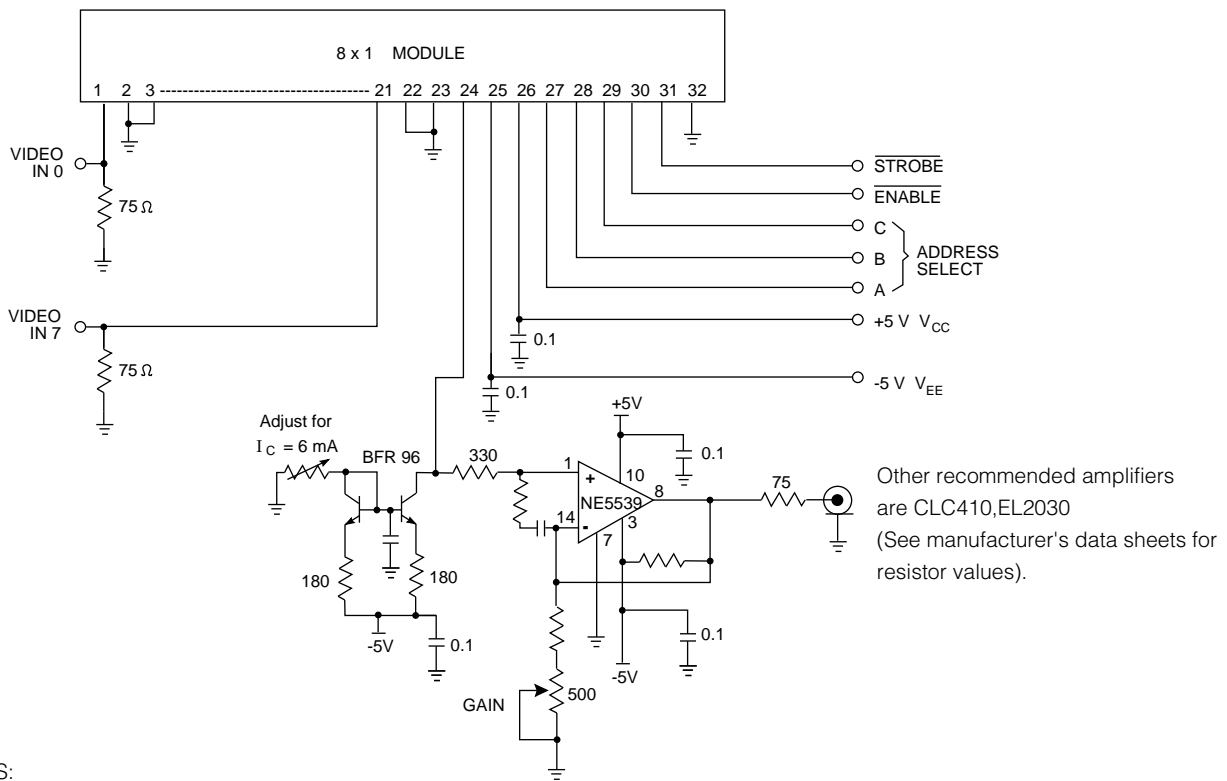 8 x 1 MODULE
1 2 3 21 22 23 24 25 26 27 28 29 30 31 32
VIDEO
IN 0
75 Ω
STROBE
ENABLE
C
B
A
ADDRESS
SELECT
VIDEO
IN 7
75 Ω
+5 V VCC
0.1
-5 V VEE
0.1
Adjust for
IC = 6 mA
BFR 96
330
+5V
0.1
1
10
+
NE5539
8
14
-
7
3
75
Other recommended amplifiers
are CLC410,EL2030
(See manufacturer's data sheets for
resistor values).
180
180
-5V
0.1
0.1
-5V
GAIN
500
S: